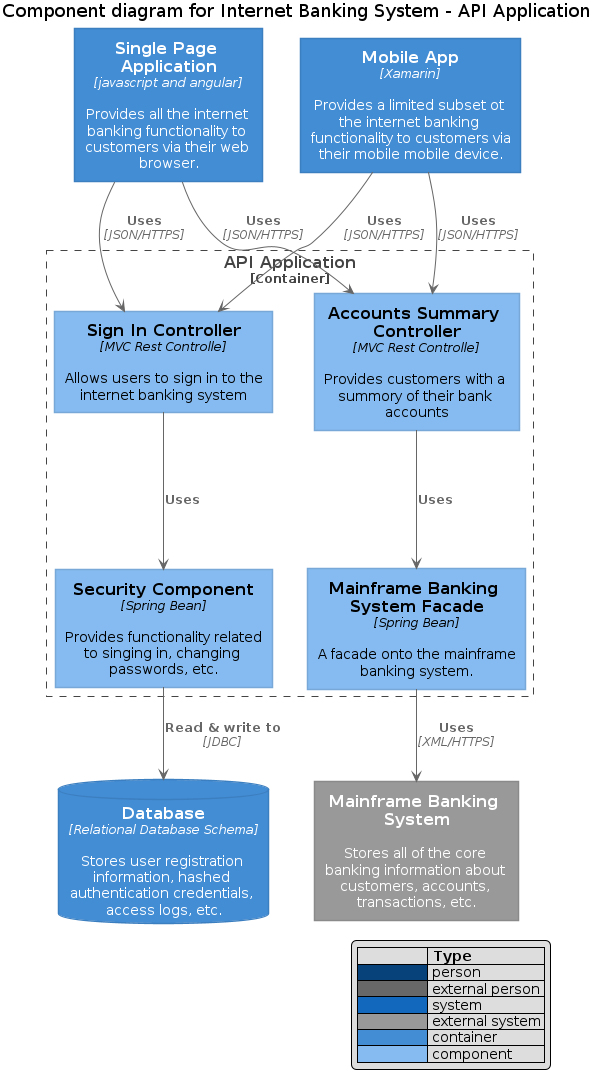 Component diagram for Internet Banking System - API Application
Single Page
Application
[javascript and angular]
Provides all the internet
banking functionality to
customers via their web
browser.
Mobile App
[Xamarin]
Provides a limited subset ot
the internet banking
functionality to customers via
their mobile mobile device.
Uses
[JSON/HTTPS]
Uses
[JSON/HTTPS]
Uses
[JSON/HTTPS]
Uses
[JSON/HTTPS]
API Application
[Container]
Sign In Controller
[MVC Rest Controlle]
Allows users to sign in to the
internet banking system
Accounts Summary
Controller
[MVC Rest Controlle]
Provides customers with a
summory of their bank
accounts
Uses
Uses
Security Component
[Spring Bean]
Provides functionality related
to singing in, changing
passwords, etc.
Mainframe Banking
System Facade
[Spring Bean]
A facade onto the mainframe
banking system.
Read & write to
[JDBC]
Uses
[XML/HTTPS]
Database
[Relational Database Schema]
Stores user registration
information, hashed
authentication credentials,
access logs, etc.
Mainframe Banking
System
Stores all of the core
banking information about
customers, accounts,
transactions, etc.
Type
person
external person
system
external system
container
component